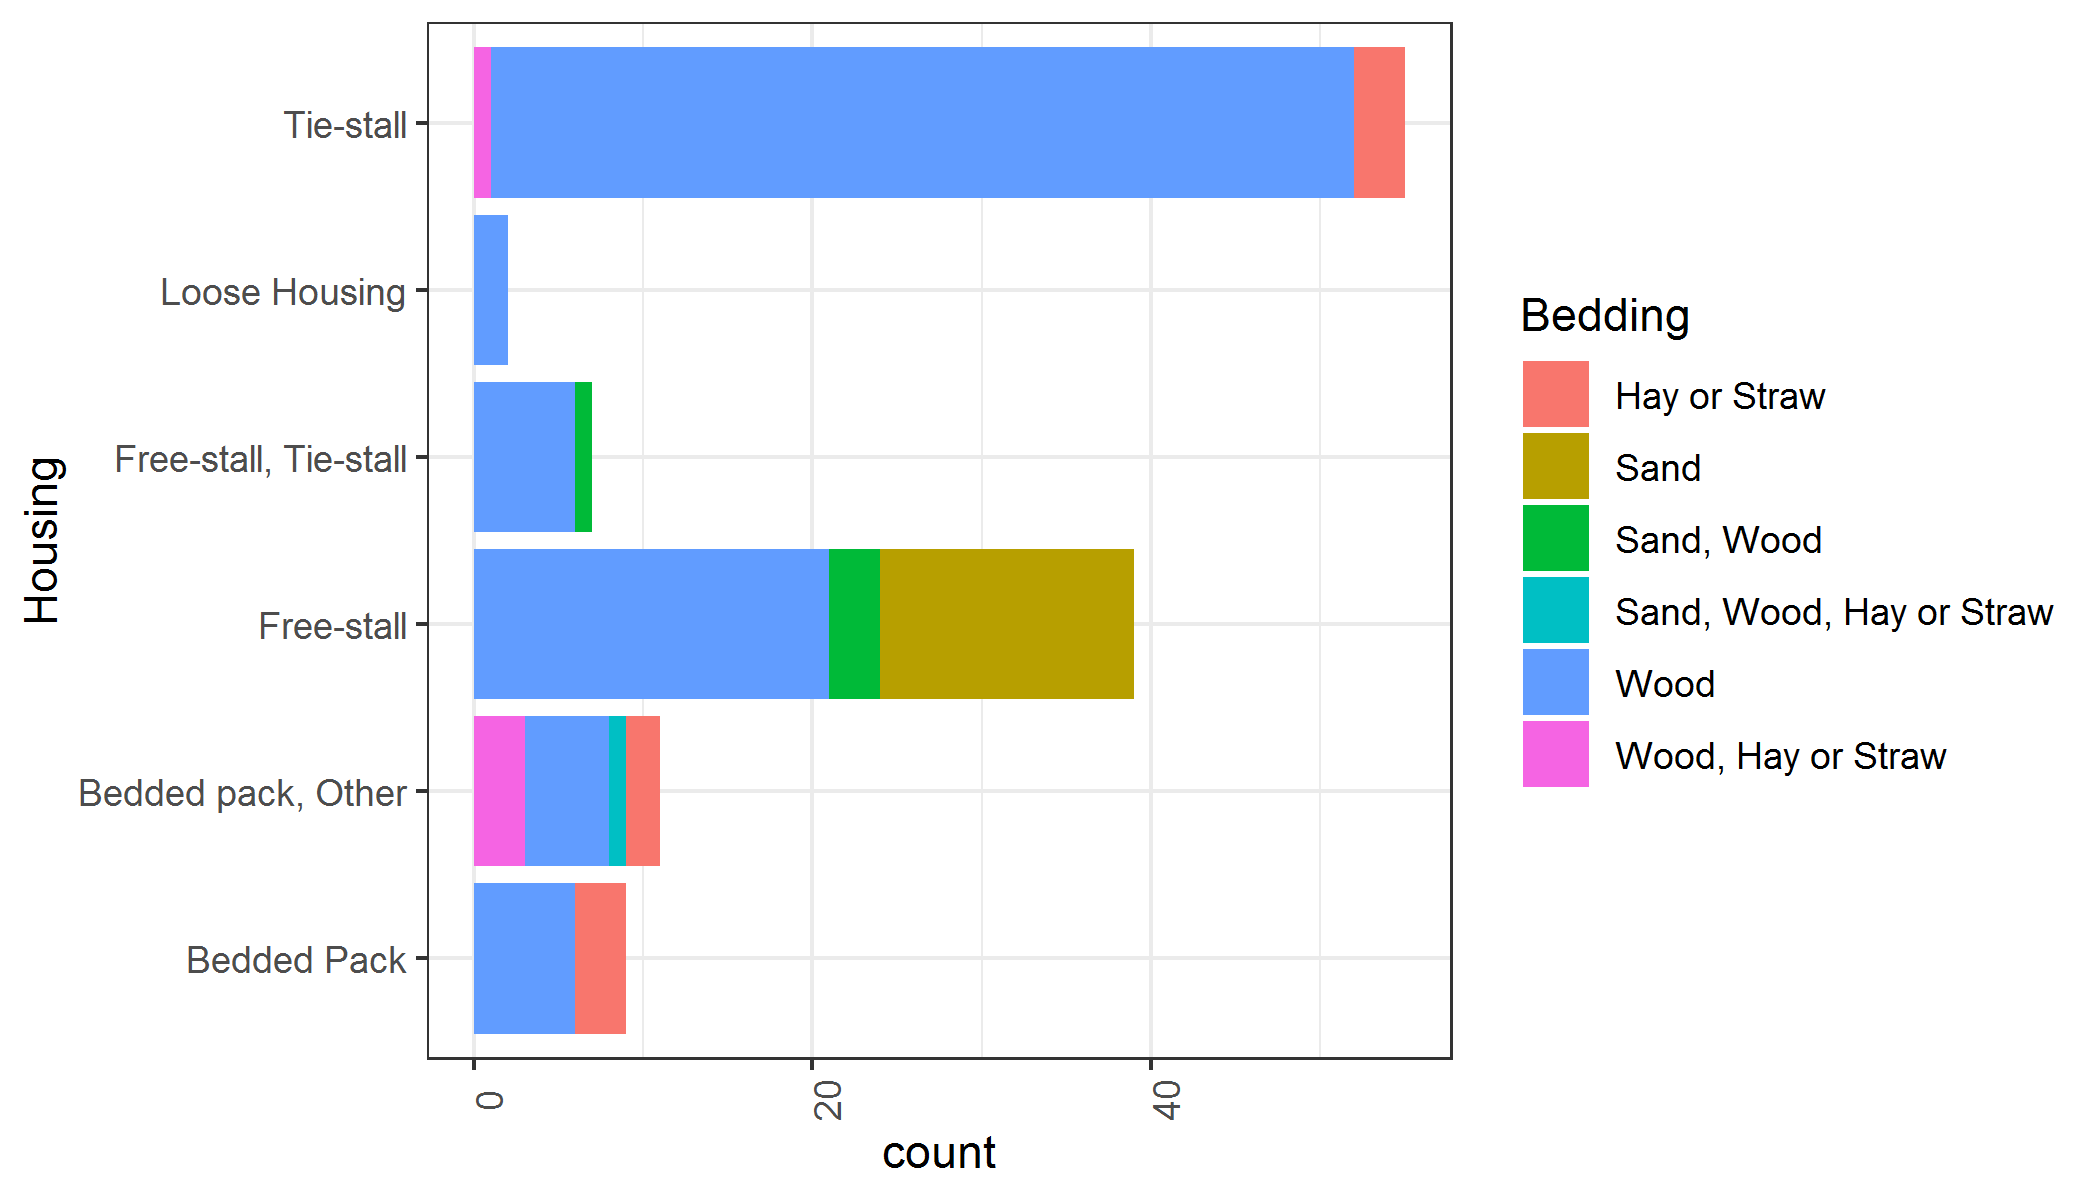 Housing
Tie-stall
Loose Housing
Free-stall, Tie-stall
Free-stall
Bedded pack, Other
Bedded Pack
0
20
40
count
Bedding
Hay or Straw
Sand
Sand, Wood
Sand, Wood, Hay or Straw
Wood
Wood, Hay or Straw